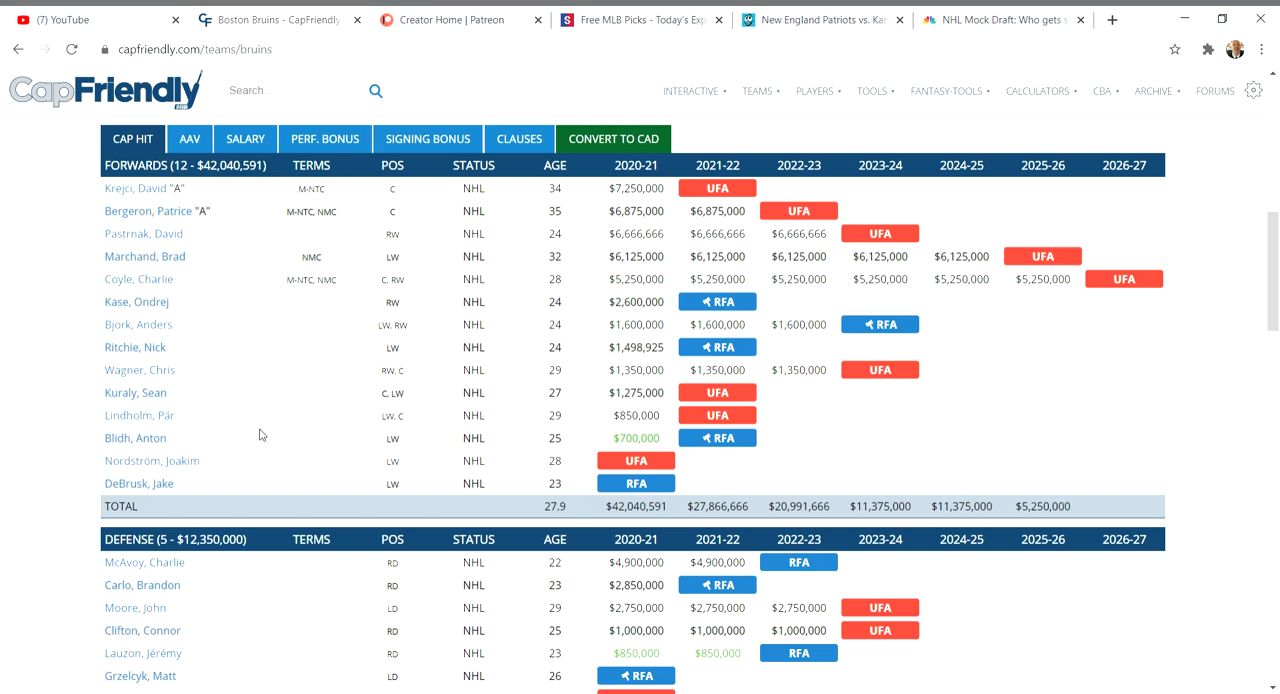 (7) YouTube Boston Bruins - CapFriendly Creator Home | Patreon Free MLB Picks - Today's Exp New England Patriots vs. Kan NHL Mock Draft: Who gets s
capfriendly.com/teams/bruins
CapFriendly Search... INTERACTIVE TEAMS PLAYERS TOOLS FANTASY-TOOLS CALCULATORS CBA ARCHIVE FORUMS
CAP HIT AAV SALARY PERF. BONUS SIGNING BONUS CLAUSES CONVERT TO CAD
FORWARDS (12 - $42,040,591) TERMS POS STATUS AGE 2020-21 2021-22 2022-23 2023-24 2024-25 2025-26 2026-27
Krejci, David "A" M-NTC C NHL 34 $7,250,000 UFA
Bergeron, Patrice "A" M-NTC, NMC C NHL 35 $6,875,000 $6,875,000 UFA
Pastrnak, David RW NHL 24 $6,666,666 $6,666,666 $6,666,666 UFA
Marchand, Brad NMC LW NHL 32 $6,125,000 $6,125,000 $6,125,000 $6,125,000 $6,125,000 UFA
Coyle, Charlie M-NTC, NMC C, RW NHL 28 $5,250,000 $5,250,000 $5,250,000 $5,250,000 $5,250,000 $5,250,000 UFA
Kase, Ondrej RW NHL 24 $2,600,000 RFA
Bjork, Anders LW, RW NHL 24 $1,600,000 $1,600,000 $1,600,000 RFA
Ritchie, Nick LW NHL 24 $1,498,925 RFA
Wagner, Chris RW, C NHL 29 $1,350,000 $1,350,000 $1,350,000 UFA
Kuraly, Sean C, LW NHL 27 $1,275,000 UFA
Lindholm, Pär LW, C NHL 29 $850,000 UFA
Blidh, Anton LW NHL 25 $700,000 RFA
Nordström, Joakim LW NHL 28 UFA
DeBrusk, Jake LW NHL 23 RFA
TOTAL 27.9 $42,040,591 $27,866,666 $20,991,666 $11,375,000 $11,375,000 $5,250,000
DEFENSE (5 - $12,350,000) TERMS POS STATUS AGE 2020-21 2021-22 2022-23 2023-24 2024-25 2025-26 2026-27
McAvoy, Charlie RD NHL 22 $4,900,000 $4,900,000 RFA
Carlo, Brandon RD NHL 23 $2,850,000 RFA
Moore, John LD NHL 29 $2,750,000 $2,750,000 $2,750,000 UFA
Clifton, Connor RD NHL 25 $1,000,000 $1,000,000 $1,000,000 UFA
Lauzon, Jérémy RD NHL 23 $850,000 $850,000 RFA
Grzelcyk, Matt LD NHL 26 RFA